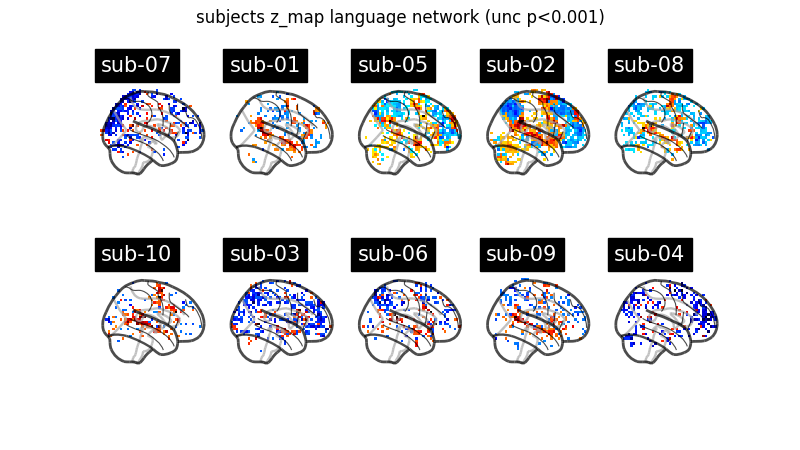 subjects z_map language network (unc p<0.001)
sub-07 sub-01 sub-05 sub-02 sub-08
sub-10 sub-03 sub-06 sub-09 sub-04